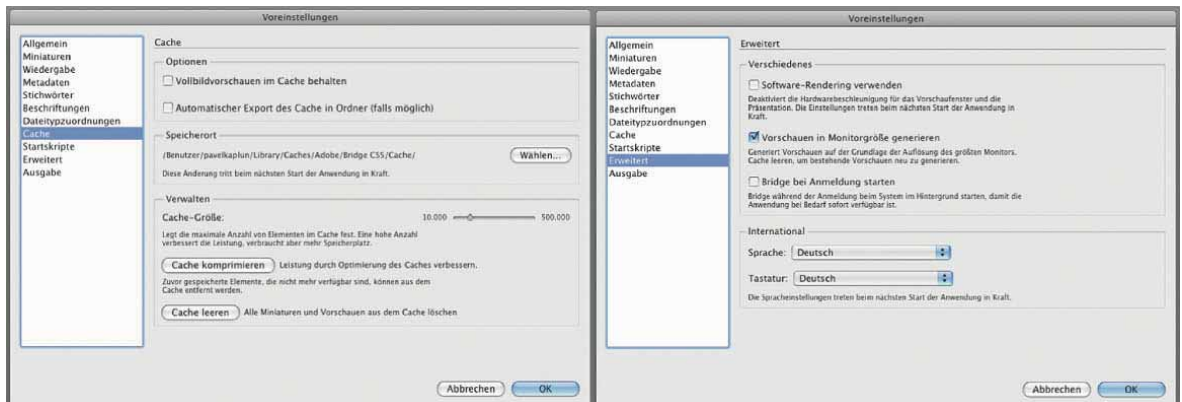 Voreinstellungen
Allgemein
Miniaturen
Wiedergabe
Metadaten
Stichwörter
Beschriftungen
Dateitypzuordnungen
Cache
Startskripte
Erweitert
Ausgabe
Cache
Optionen
Vollbildvorschauen im Cache behalten
Automatischer Export des Cache in Ordner (falls möglich)
Speicherort
/Benutzer/pavelkaplun/Library/Caches/Adobe/Bridge CS5/Cache/
Wählen...
Diese Änderung tritt beim nächsten Start der Anwendung in Kraft.
Verwalten
Cache-Größe: 10.000 500.000
Legt die maximale Anzahl von Elementen im Cache fest. Eine hohe Anzahl
verbessert die Leistung, verbraucht aber mehr Speicherplatz.
Cache komprimieren Leistung durch Optimierung des Caches verbessern.
Zuvor gespeicherte Elemente, die nicht mehr verfügbar sind, können aus dem
Cache entfernt werden.
Cache leeren Alle Miniaturen und Vorschauen aus dem Cache löschen
Abbrechen OK
Voreinstellungen
Allgemein
Miniaturen
Wiedergabe
Metadaten
Stichwörter
Beschriftungen
Dateitypzuordnungen
Cache
Startskripte
Erweitert
Ausgabe
Erweitert
Verschiedenes
Software-Rendering verwenden
Deaktiviert die Hardwarebeschleunigung für das Vorschaufenster und die
Präsentation. Die Einstellungen treten beim nächsten Start der Anwendung in
Kraft.
Vorschauen in Monitorgröße generieren
Generiert Vorschauen auf der Grundlage der Auflösung des größten Monitors.
Cache leeren, um bestehende Vorschauen neu zu generieren.
Bridge bei Anmeldung starten
Bridge während der Anmeldung beim System im Hintergrund starten, damit die
Anwendung bei Bedarf sofort verfügbar ist.
International
Sprache: Deutsch
Tastatur: Deutsch
Die Spracheinstellungen treten beim nächsten Start der Anwendung in Kraft.
Abbrechen OK